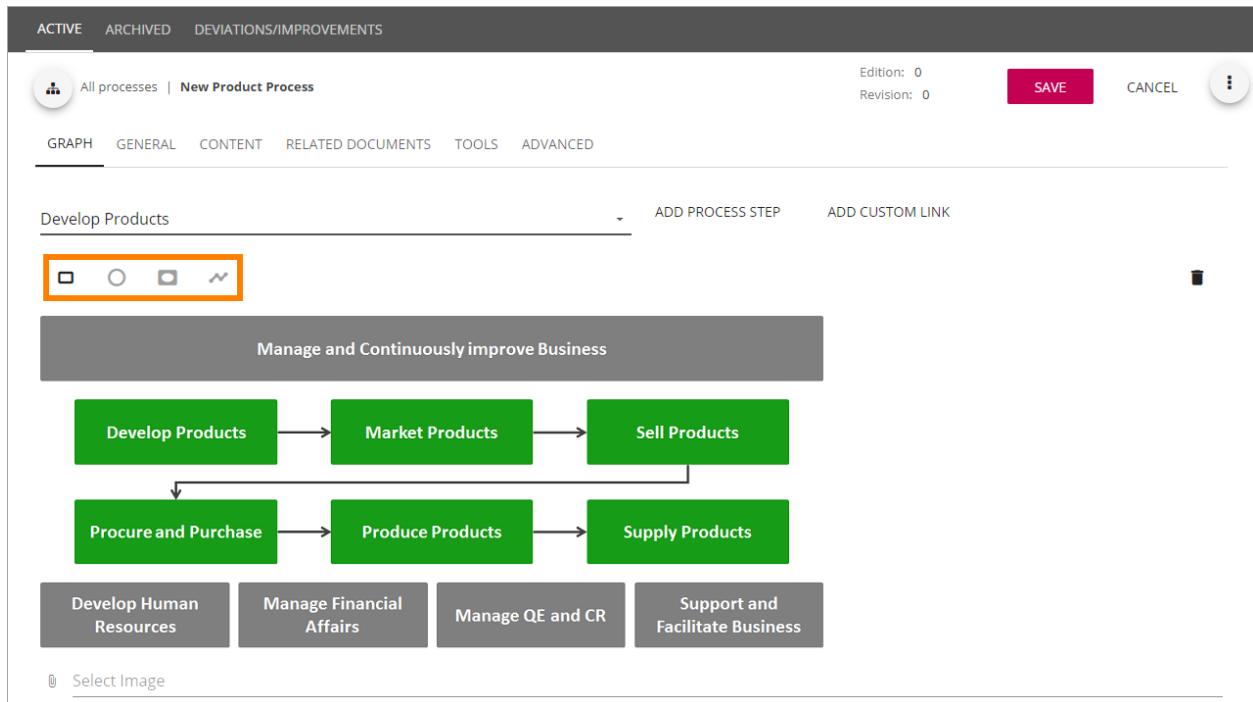 ACTIVE ARCHIVED DEVIATIONS/IMPROVEMENTS
All processes | New Product Process
Edition: 0
Revision: 0
SAVE CANCEL
GRAPH GENERAL CONTENT RELATED DOCUMENTS TOOLS ADVANCED
Develop Products
ADD PROCESS STEP ADD CUSTOM LINK
Manage and Continuously improve Business
Develop Products
Market Products
Sell Products
Procure and Purchase
Produce Products
Supply Products
Develop Human
Resources
Manage Financial
Affairs
Manage QE and CR
Support and
Facilitate Business
Select Image